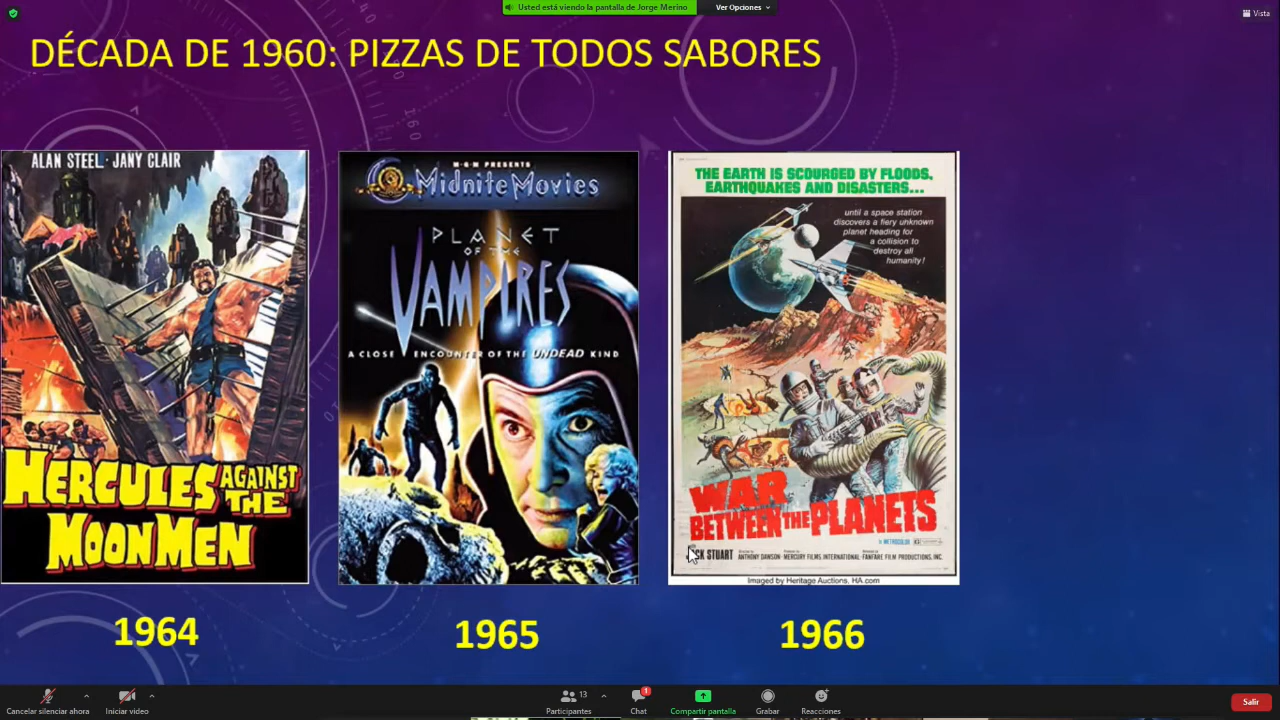 Usted está viendo la pantalla de Jorge Merino
Ver Opciones
Vista
DÉCADA DE 1960: PIZZAS DE TODOS SABORES
ALAN STEEL · JANY CLAIR
HERCULES AGAINST
THE
MOON MEN
M-G-M PRESENTS
Midnite Movies
PLANET
OF THE
VAMPIRES
A CLOSE ENCOUNTER OF THE UNDEAD KIND
THE EARTH IS SCOURGED BY FLOODS,
EARTHQUAKES AND DISASTERS...
until a space station
discovers a fiery unknown
planet heading for
a collision to
destroy all
humanity!
WAR
BETWEEN THE PLANETS
In METROCOLOR
G
STUART
ANTHONY DAWSON
MERCURY FILMS, INTERNATIONAL
FANFARE FILM PRODUCTIONS, INC.
Imaged by Heritage Auctions, HA.com
1964
1965
1966
Cancelar silenciar ahora
Iniciar video
13
Participantes
1
Chat
Compartir pantalla
Grabar
Reacciones
Salir